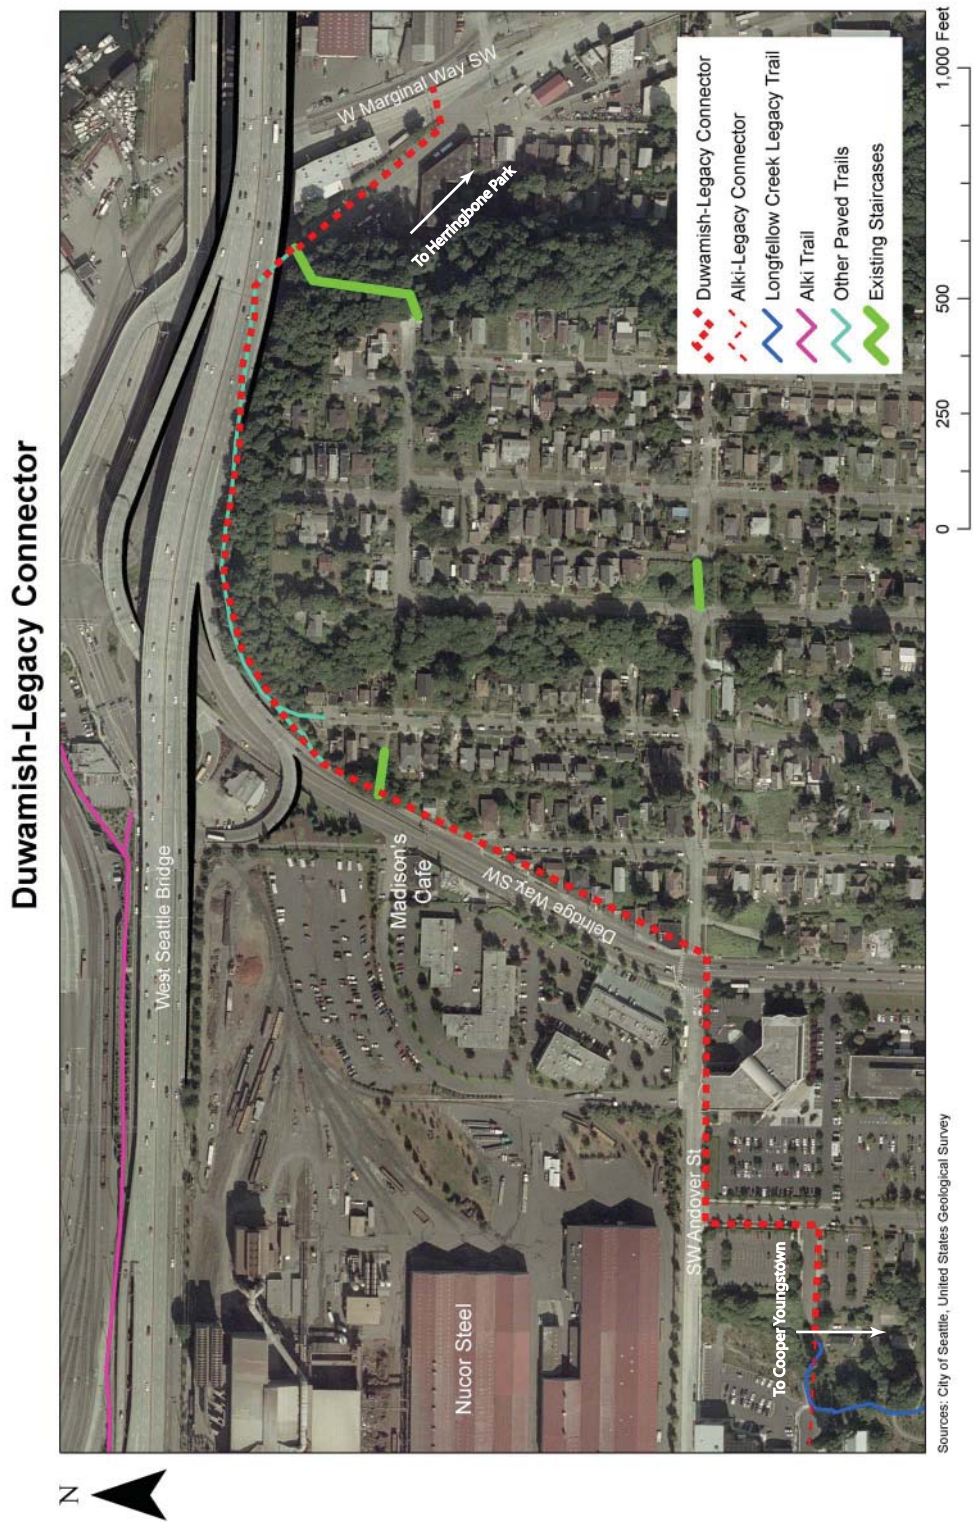 Duwamish-Legacy Connector
N
West Seattle Bridge
W Marginal Way SW
To Herringbone Park
Madison's
Cafe
Delridge Way SW
Nucor Steel
SW Andover St
To Cooper Youngstown
Duwamish-Legacy Connector
Alki-Legacy Connector
Longfellow Creek Legacy Trail
Alki Trail
Other Paved Trails
Existing Staircases
Sources: City of Seattle, United States Geological Survey
0 250 500 1,000 Feet